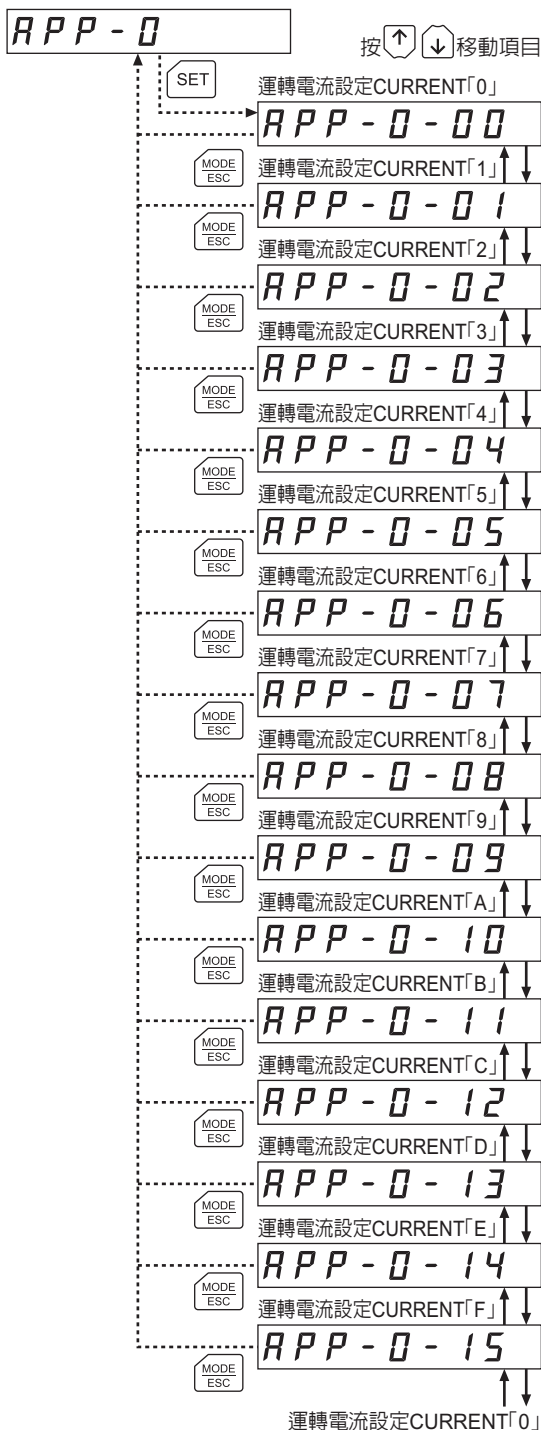 APP-0
按↑↓移動項目
SET
運轉電流設定CURRENT「0」
APP-0-00
MODE
ESC
運轉電流設定CURRENT「1」
APP-0-01
MODE
ESC
運轉電流設定CURRENT「2」
APP-0-02
MODE
ESC
運轉電流設定CURRENT「3」
APP-0-03
MODE
ESC
運轉電流設定CURRENT「4」
APP-0-04
MODE
ESC
運轉電流設定CURRENT「5」
APP-0-05
MODE
ESC
運轉電流設定CURRENT「6」
APP-0-06
MODE
ESC
運轉電流設定CURRENT「7」
APP-0-07
MODE
ESC
運轉電流設定CURRENT「8」
APP-0-08
MODE
ESC
運轉電流設定CURRENT「9」
APP-0-09
MODE
ESC
運轉電流設定CURRENT「A」
APP-0-10
MODE
ESC
運轉電流設定CURRENT「B」
APP-0-11
MODE
ESC
運轉電流設定CURRENT「C」
APP-0-12
MODE
ESC
運轉電流設定CURRENT「D」
APP-0-13
MODE
ESC
運轉電流設定CURRENT「E」
APP-0-14
MODE
ESC
運轉電流設定CURRENT「F」
APP-0-15
MODE
ESC
運轉電流設定CURRENT「0」